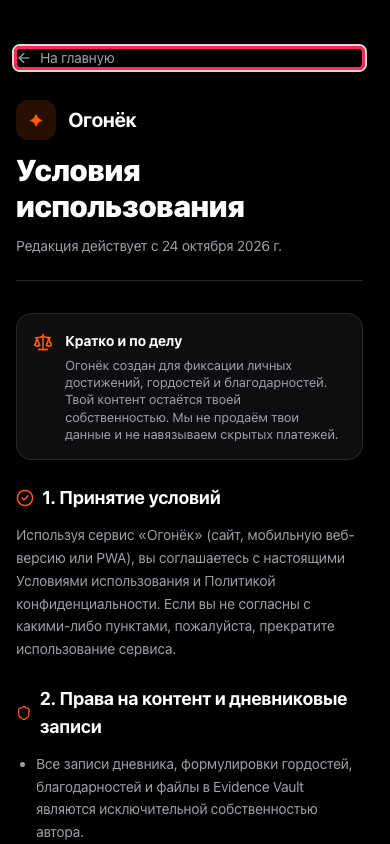 На главную
Огонёк
Условия
использования
Редакция действует с 24 октября 2026 г.
Кратко и по делу
Огонёк создан для фиксации личных
достижений, гордостей и благодарностей.
Твой контент остаётся твоей
собственностью. Мы не продаём твои
данные и не навязываем скрытых платежей.
1. Принятие условий
Используя сервис «Огонёк» (сайт, мобильную веб-
версию или PWA), вы соглашаетесь с настоящими
Условиями использования и Политикой
конфиденциальности. Если вы не согласны с
какими-либо пунктами, пожалуйста, прекратите
использование сервиса.
2. Права на контент и дневниковые
записи
• Все записи дневника, формулировки гордостей,
благодарностей и файлы в Evidence Vault
являются исключительной собственностью
автора.